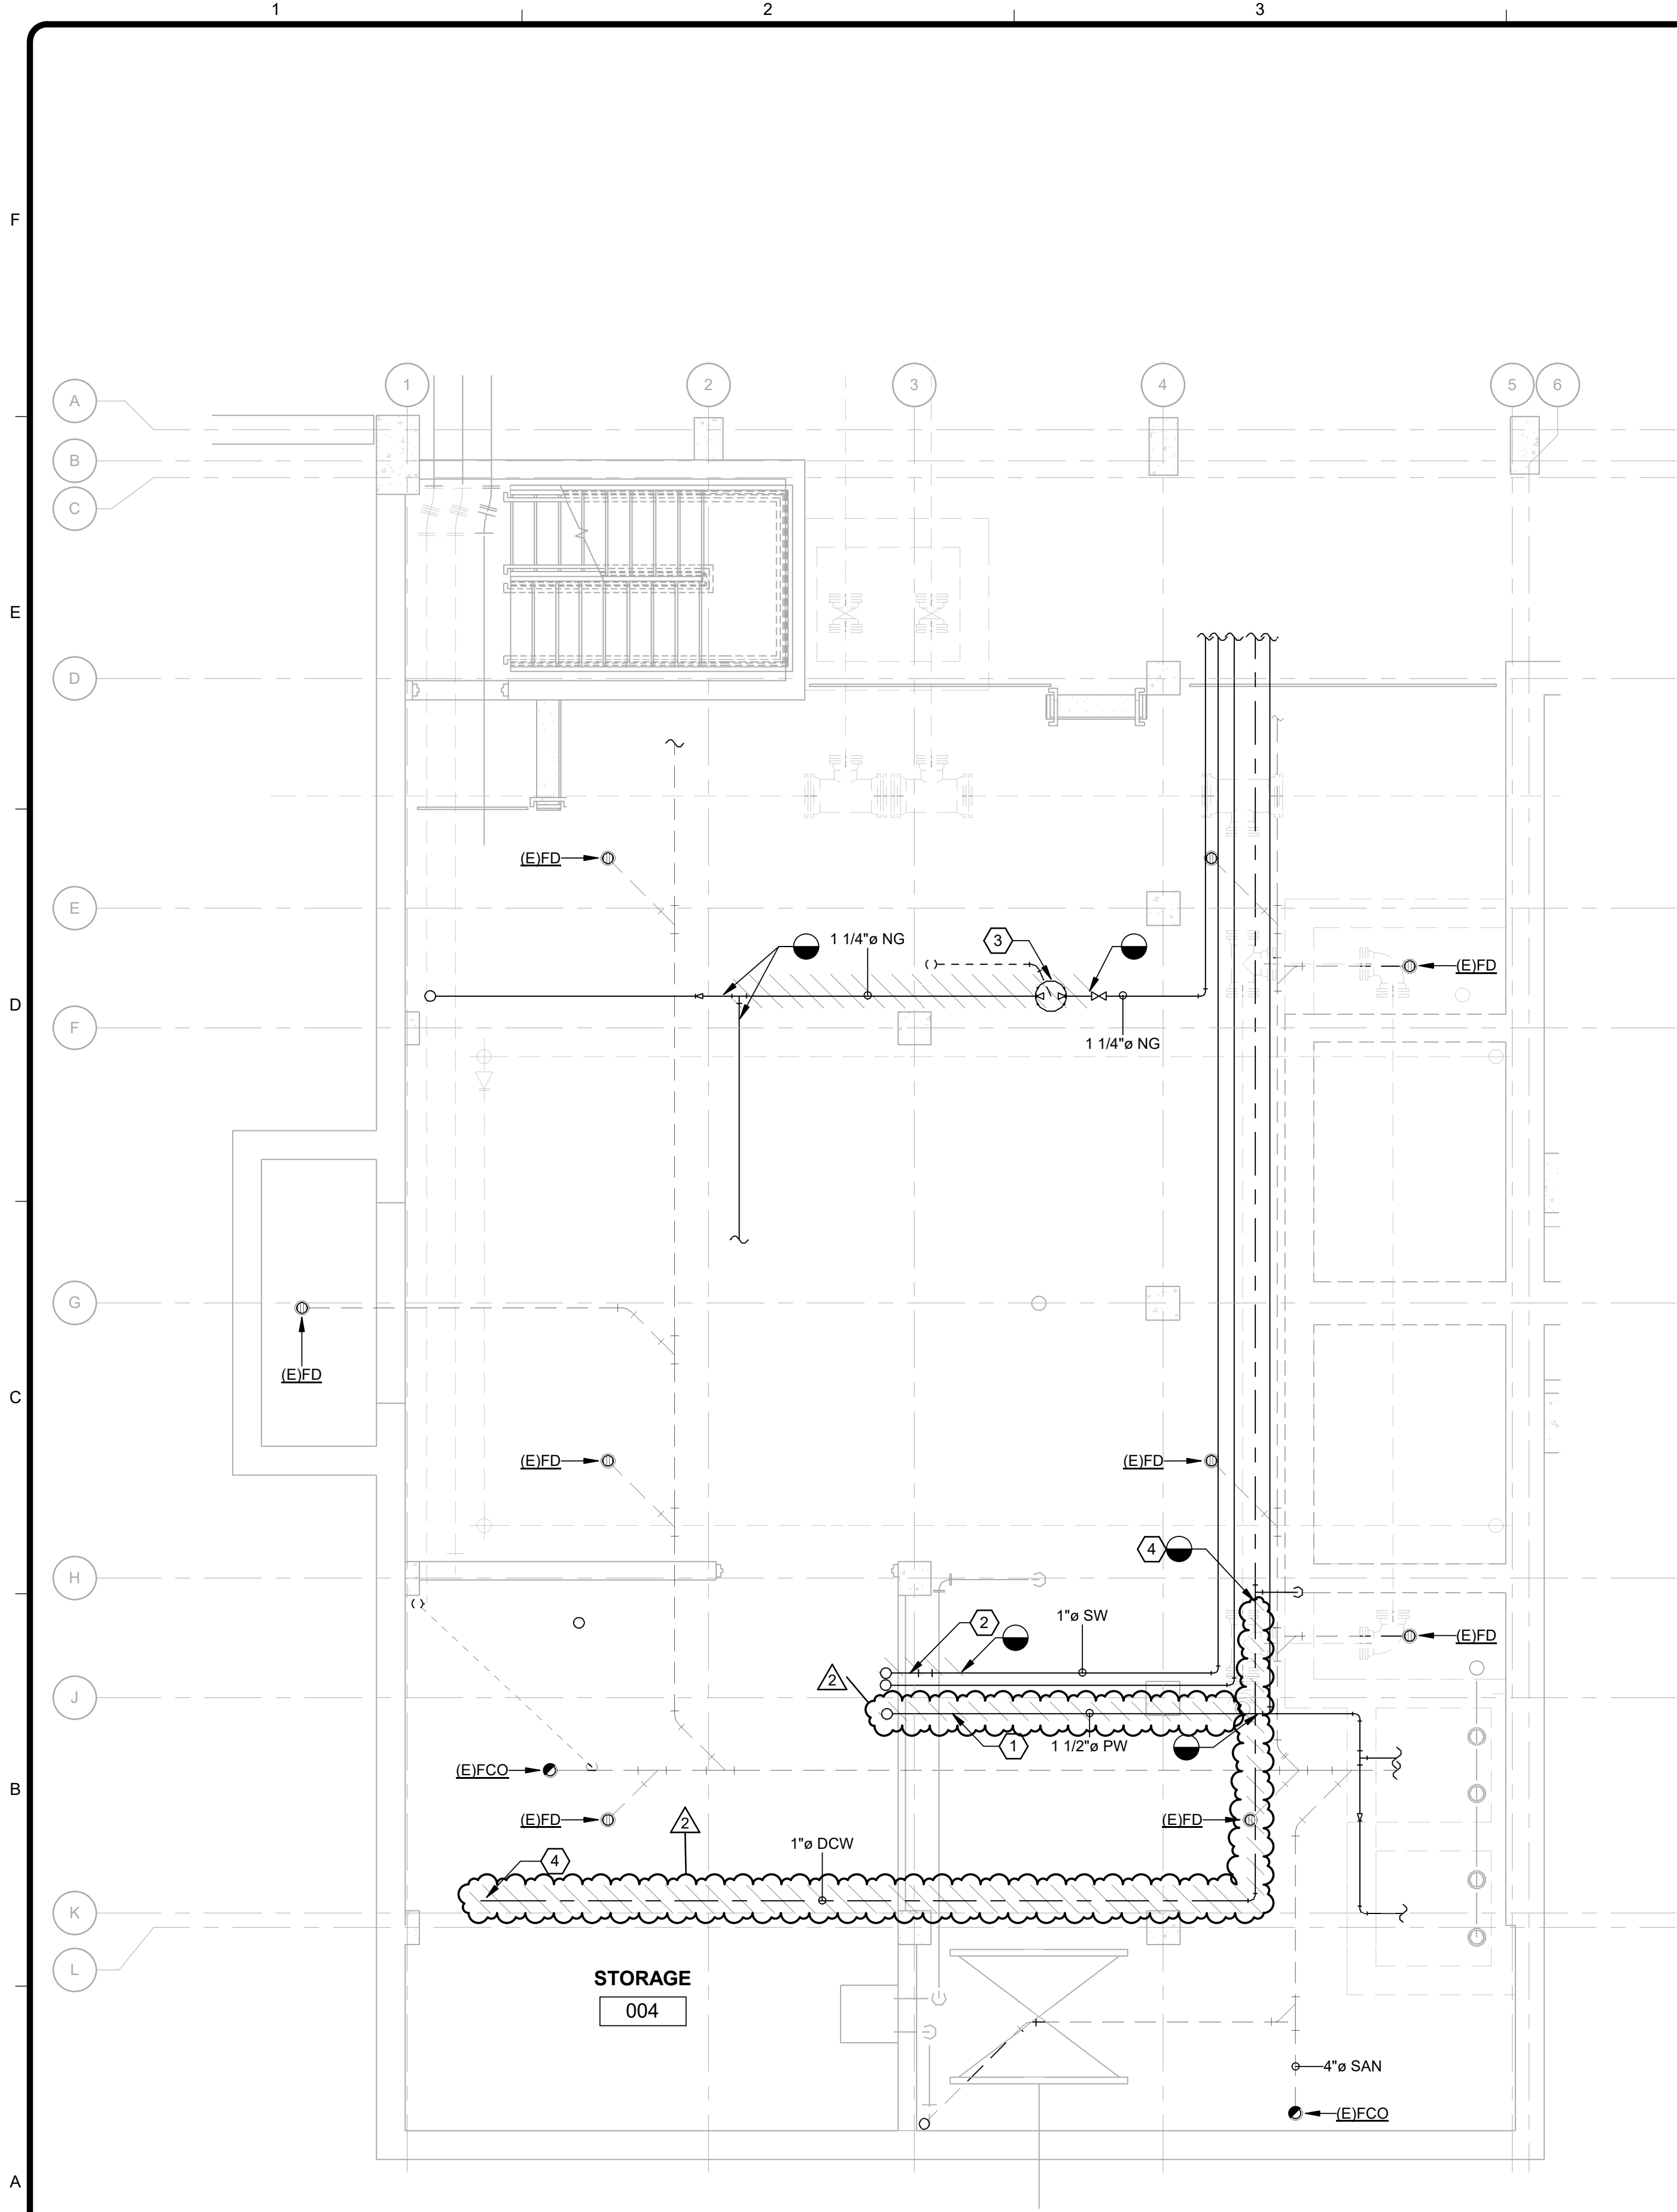 1 2 3
F
1 2 3 4 5 6
A
B
C
E
D
(E)FD
E
1 1/4"ø NG
3
(E)FD
D
F
1 1/4"ø NG
G
(E)FD
C
(E)FD
(E)FD
4
H
1"ø SW
2
(E)FD
2
J
1
1 1/2"ø PW
(E)FCO
B
(E)FD
2
(E)FD
1"ø DCW
4
K
L
STORAGE
004
4"ø SAN
(E)FCO
A